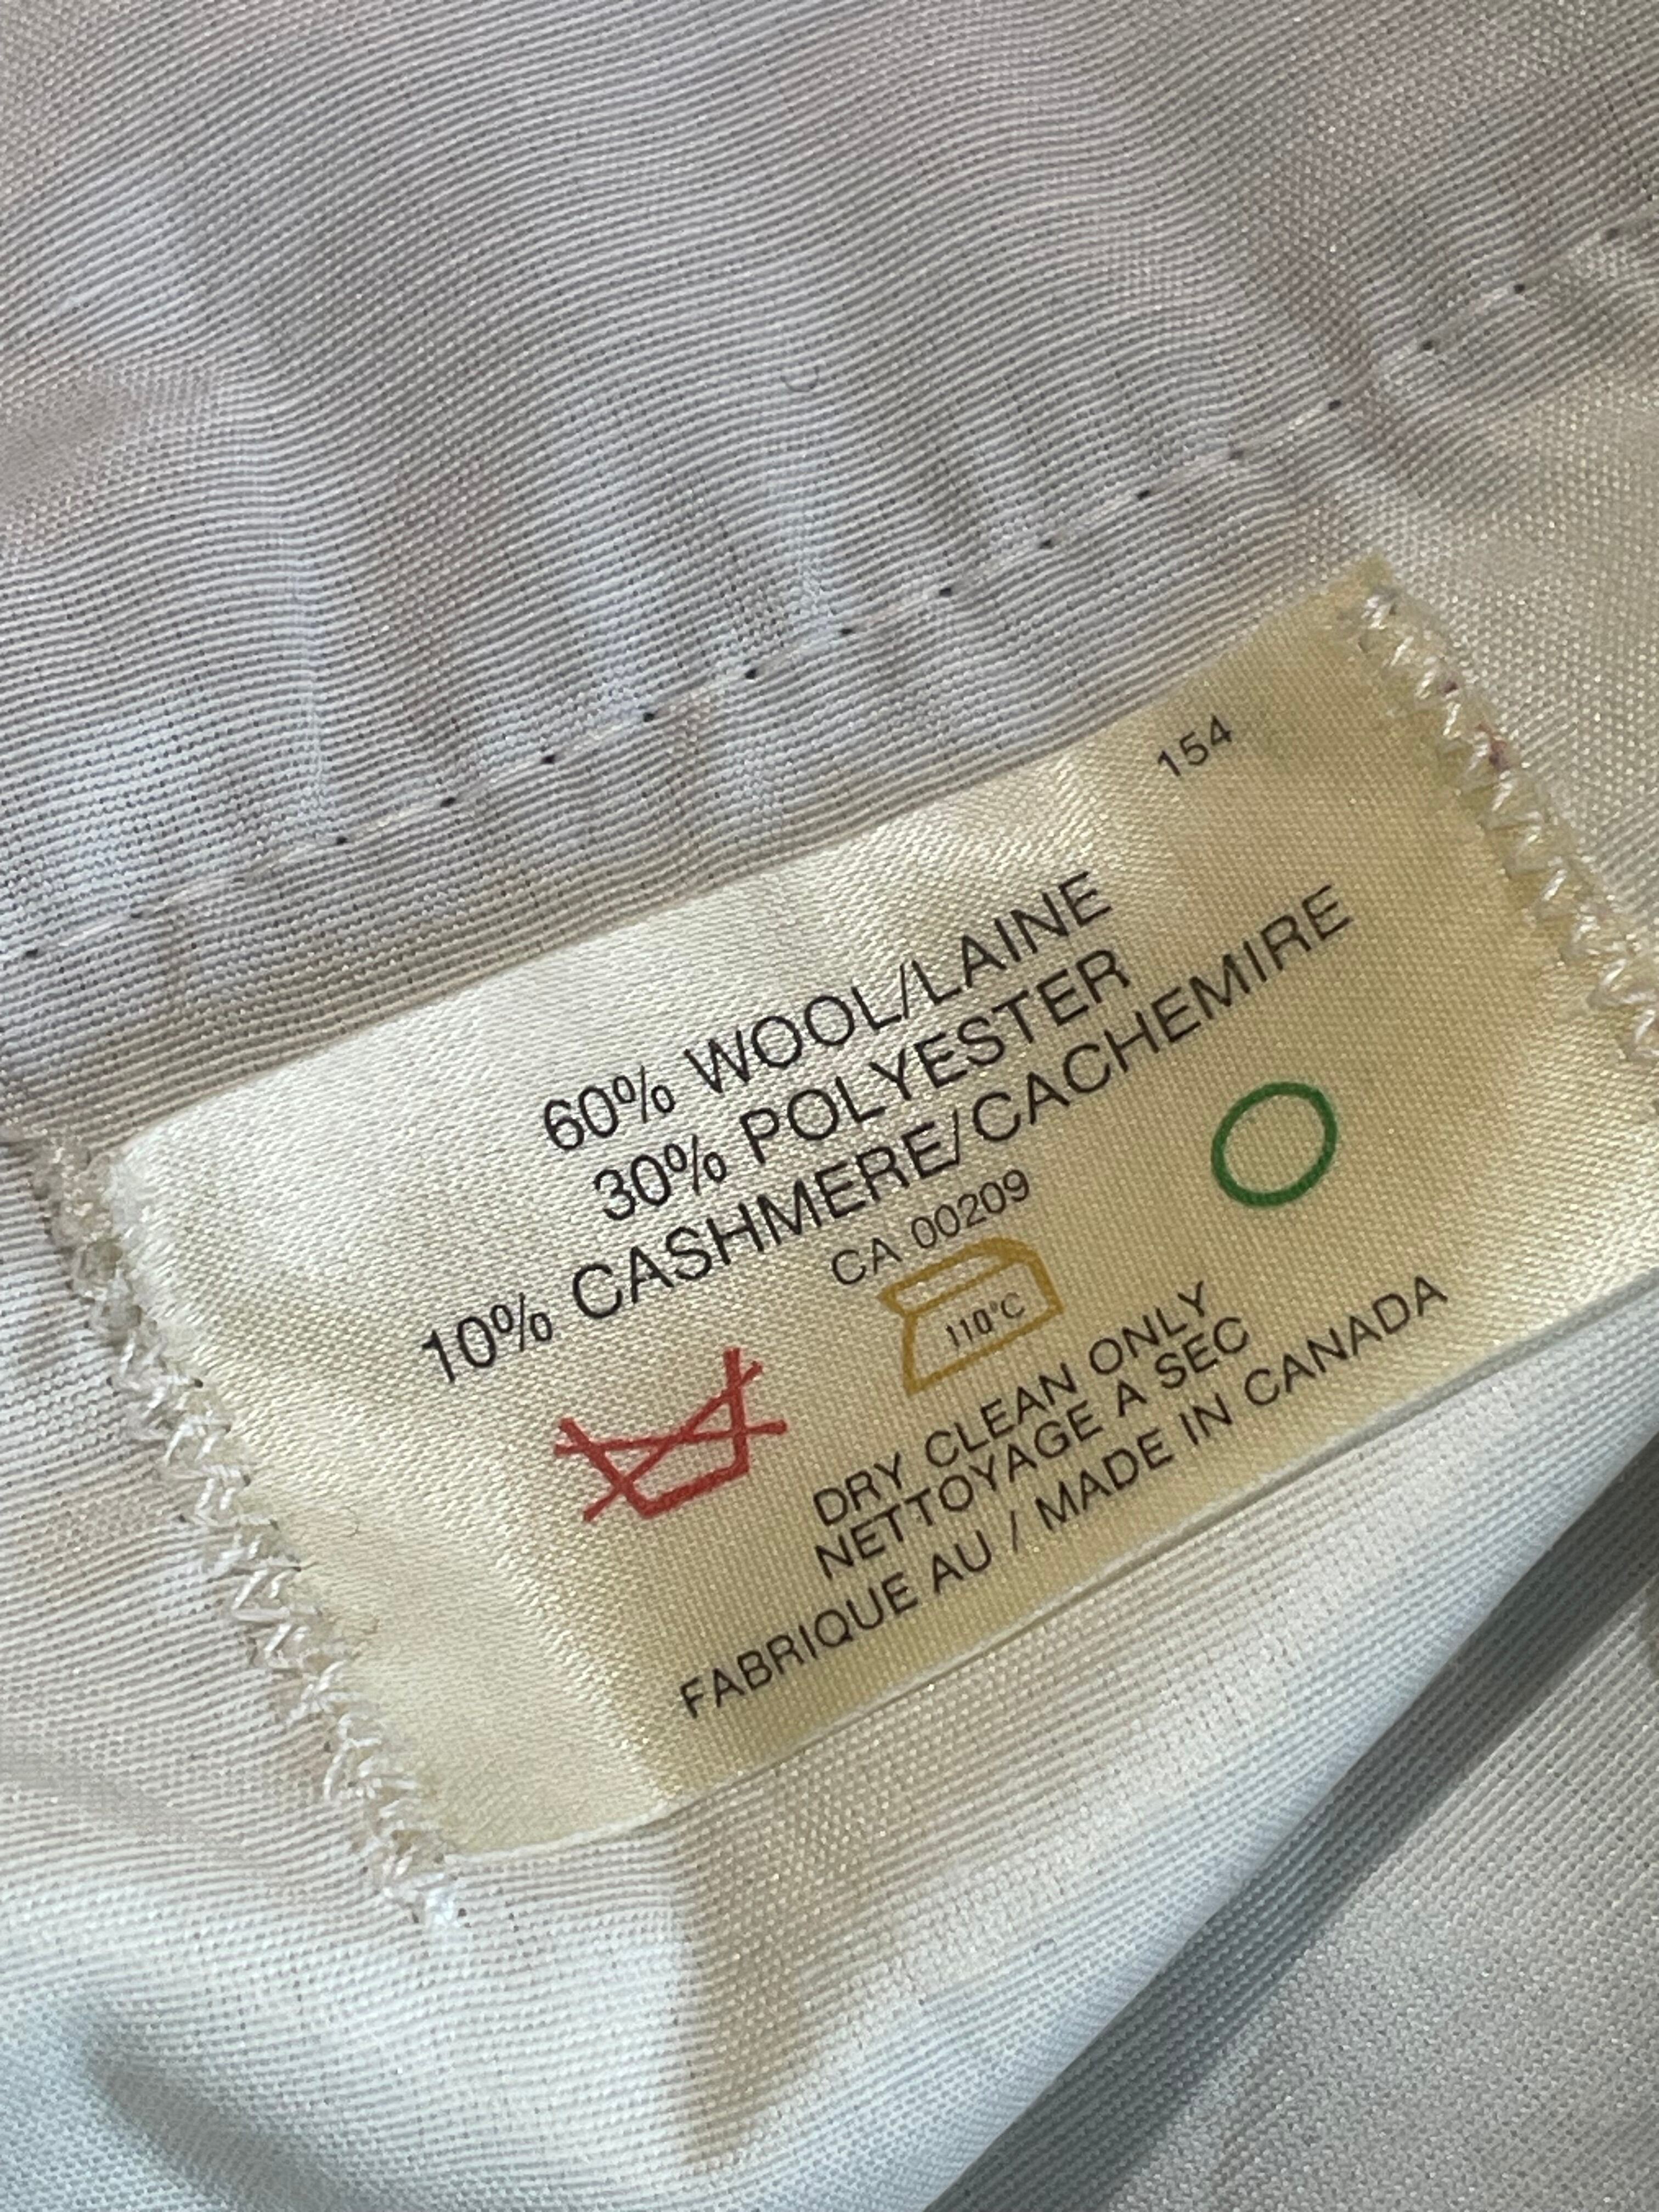 154
60% WOOL/LAINE
30% POLYESTER
10% CASHMERE/CACHEMIRE
CA 00209
110°C
DRY CLEAN ONLY
NETTOYAGE A SEC
FABRIQUE AU / MADE IN CANADA